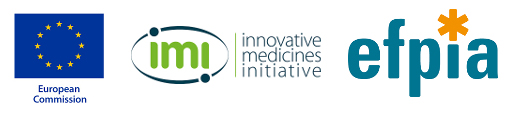 European
Commission
imi
innovative
medicines
initiative
efpia